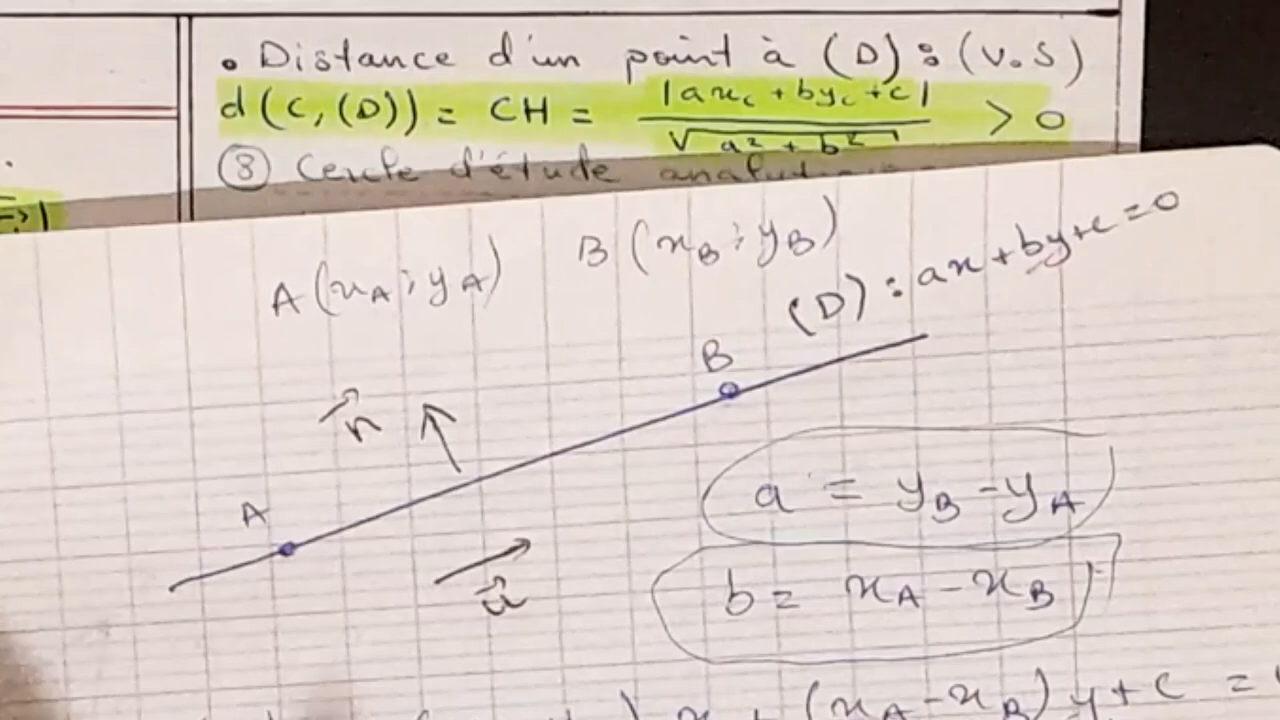 • Distance d'un point à (D) : (V.S)
d(C,(D)) = CH = |ax_c + by_c + c| / √(a² + b²) > 0
③ Cercle d'étude
A(x_A ; y_A) B(x_B ; y_B)
(D) : ax + by + c = 0
B
n⃗
A
a = y_B - y_A
u⃗
b = x_A - x_B
x + (x_A - x_B) y + c =